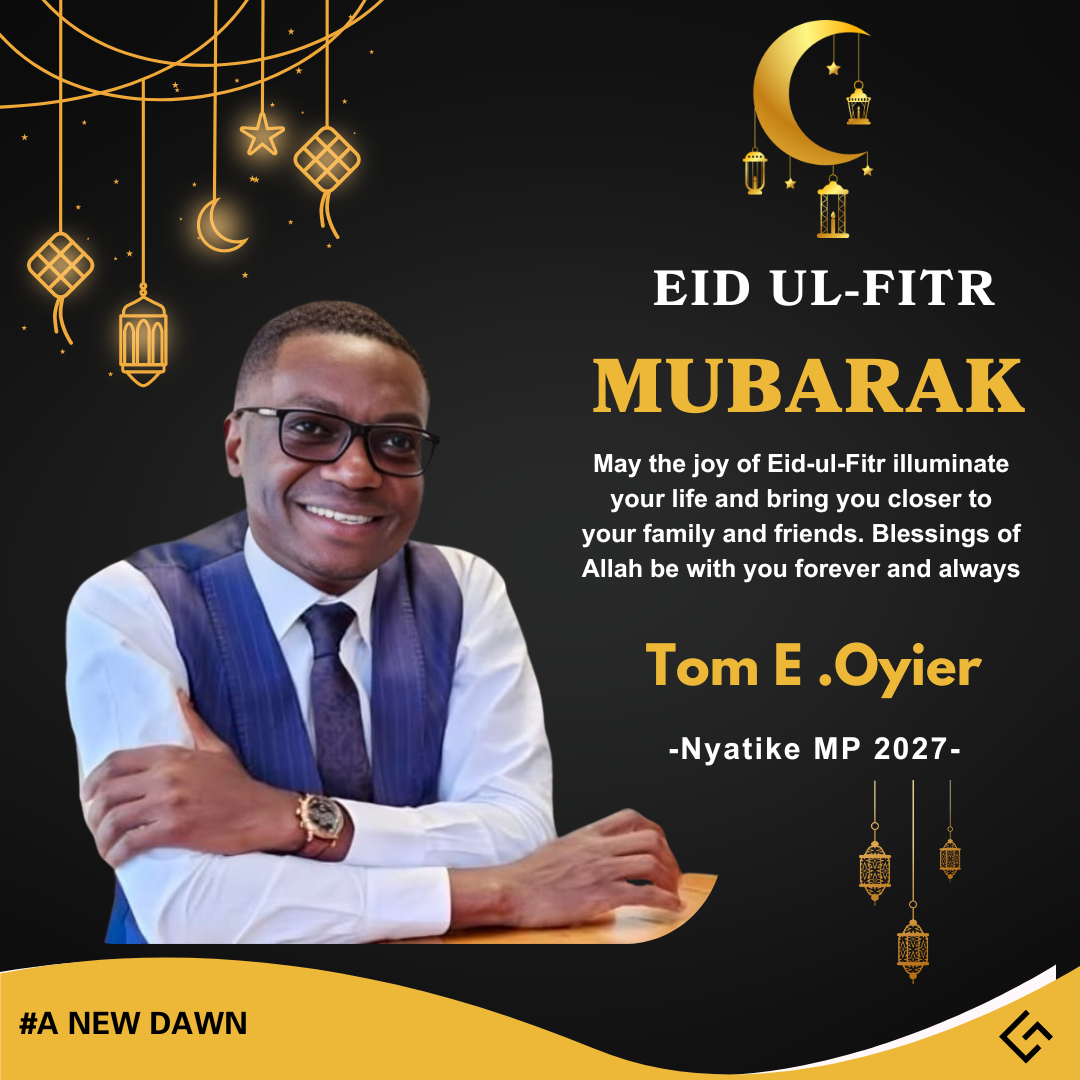 EID UL-FITR
MUBARAK
May the joy of Eid-ul-Fitr illuminate
your life and bring you closer to
your family and friends. Blessings of
Allah be with you forever and always
Tom E .Oyier
-Nyatike MP 2027-
#A NEW DAWN